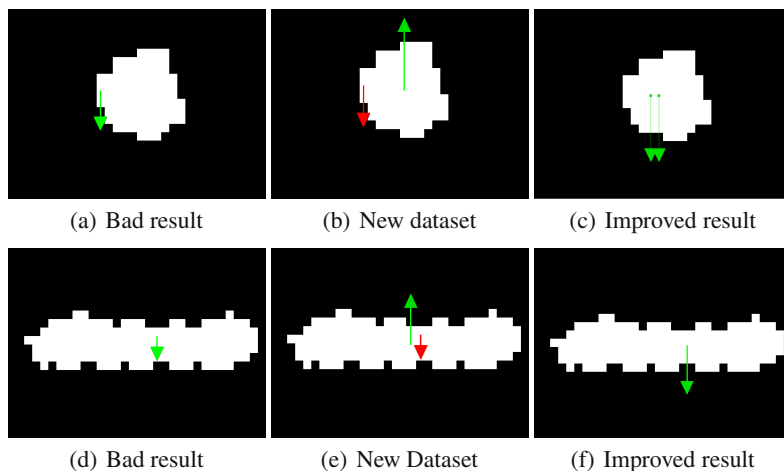 (a) Bad result
(b) New dataset
(c) Improved result
(d) Bad result
(e) New Dataset
(f) Improved result